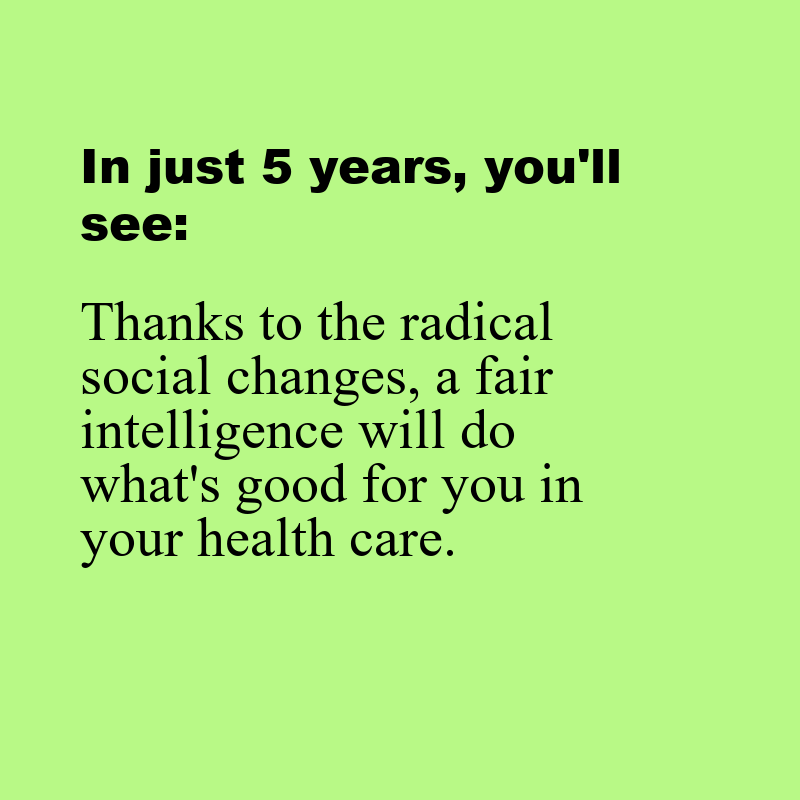 In just 5 years, you'll
see:
Thanks to the radical
social changes, a fair
intelligence will do
what's good for you in
your health care.